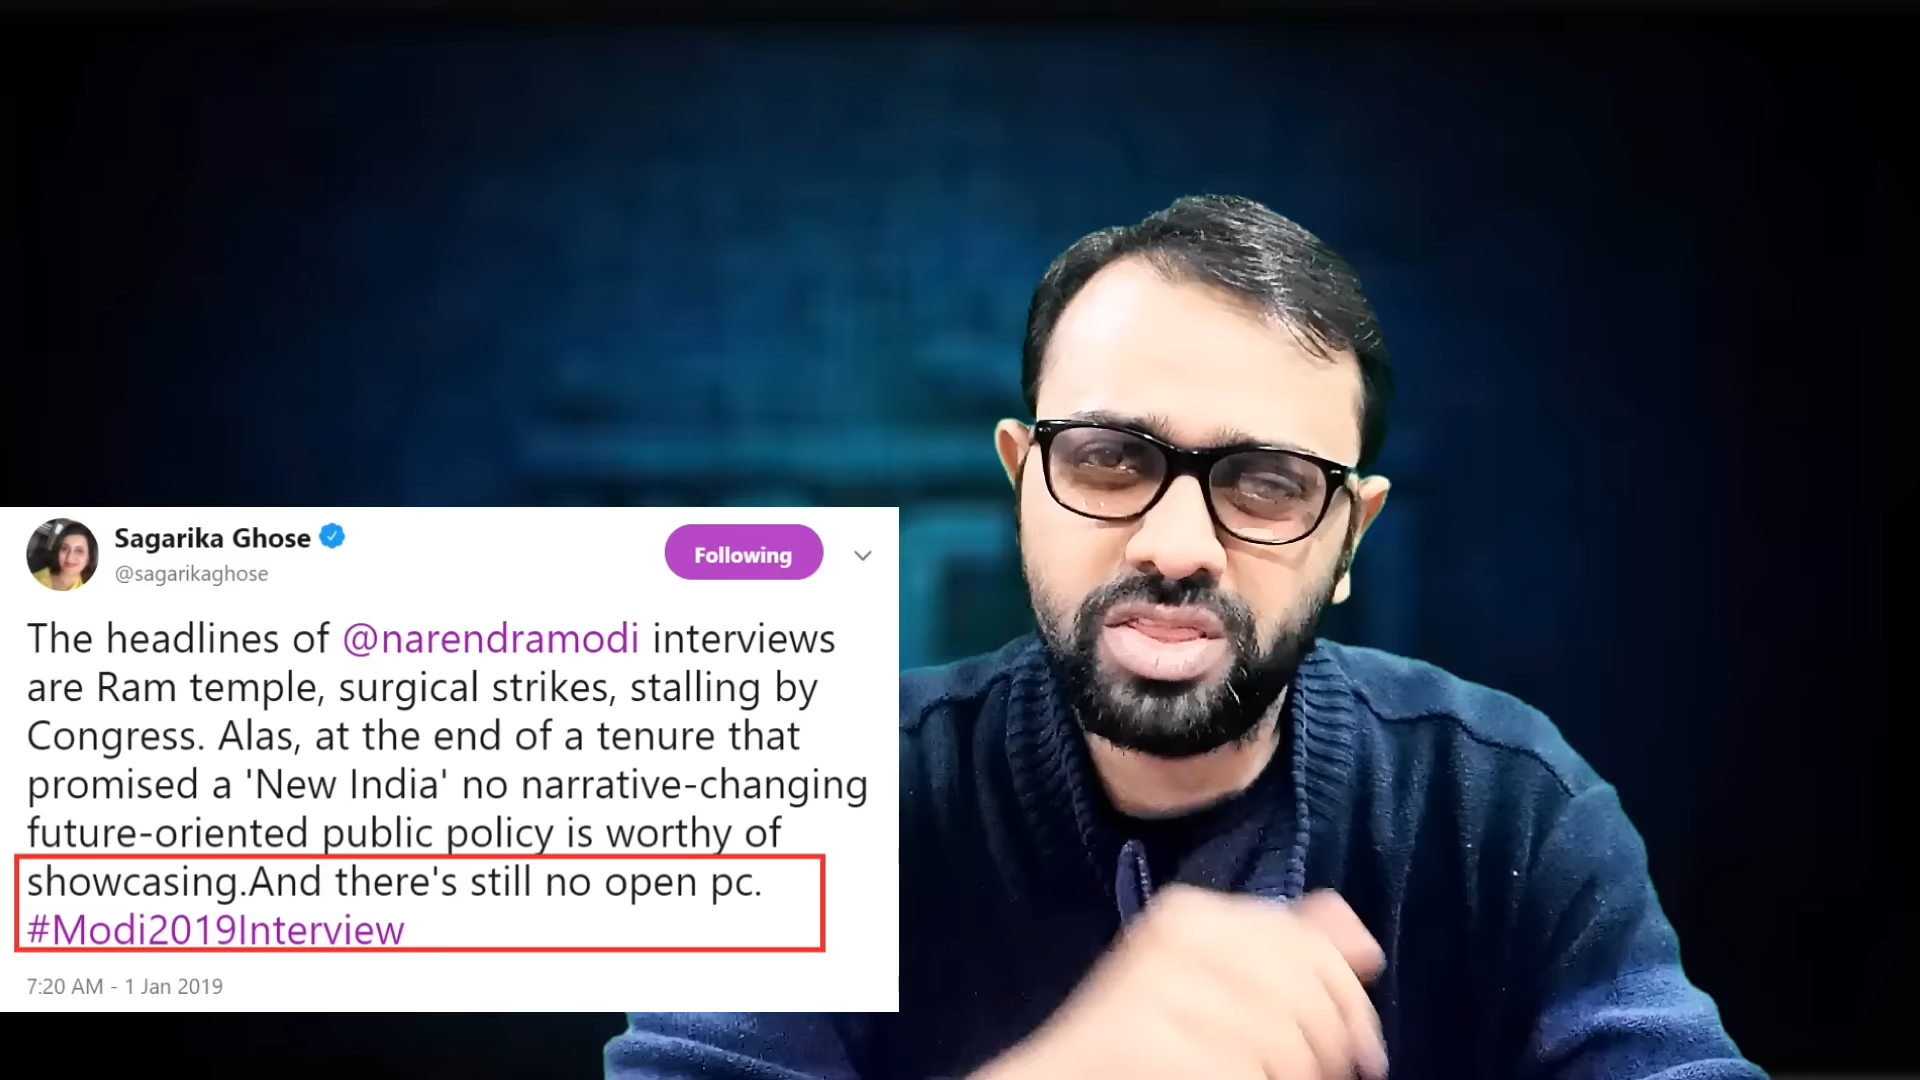 Sagarika Ghose
@sagarikaghose
Following
The headlines of @narendramodi interviews
are Ram temple, surgical strikes, stalling by
Congress. Alas, at the end of a tenure that
promised a 'New India' no narrative-changing
future-oriented public policy is worthy of
showcasing.And there's still no open pc.
#Modi2019Interview
7:20 AM - 1 Jan 2019